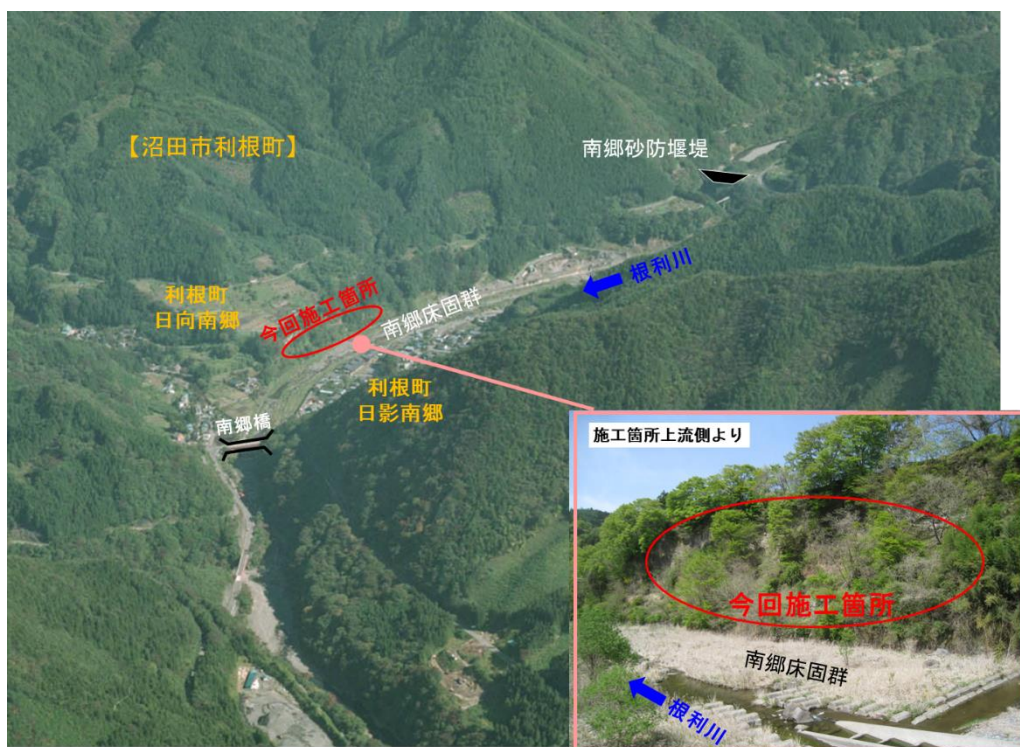 【沼田市利根町】
南郷砂防堰堤
根利川
利根町
日向南郷
今回施工箇所
南郷床固群
利根町
日影南郷
南郷橋
施工箇所上流側より
今回施工箇所
南郷床固群
根利川